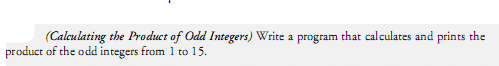 (Calculating the Product of Odd Integers) Write a program that calculates and prints the
product of the odd integers from 1 to 15.